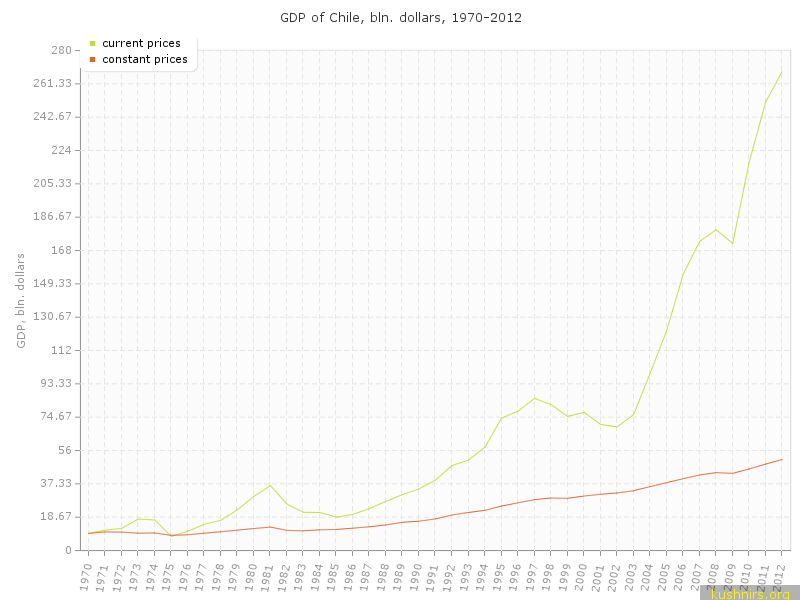 GDP of Chile, bln. dollars, 1970-2012
current prices
constant prices
GDP, bln. dollars
280
261.33
242.67
224
205.33
186.67
168
149.33
130.67
112
93.33
74.67
56
37.33
18.67
0
1970 1971 1972 1973 1974 1975 1976 1977 1978 1979 1980 1981 1982 1983 1984 1985 1986 1987 1988 1989 1990 1991 1992 1993 1994 1995 1996 1997 1998 1999 2000 2001 2002 2003 2004 2005 2006 2007 2008 2009 2010 2011 2012
kushnirs.org